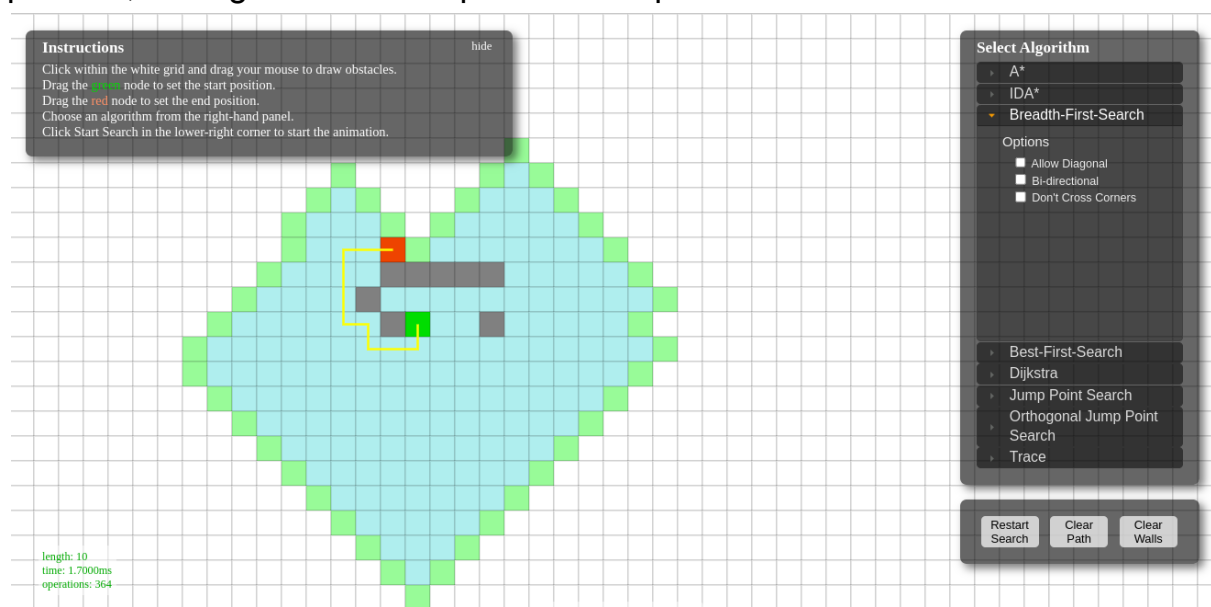 Instructions
hide
Click within the white grid and drag your mouse to draw obstacles.
Drag the green node to set the start position.
Drag the red node to set the end position.
Choose an algorithm from the right-hand panel.
Click Start Search in the lower-right corner to start the animation.
Select Algorithm
A*
IDA*
Breadth-First-Search
Options
Allow Diagonal
Bi-directional
Don't Cross Corners
Best-First-Search
Dijkstra
Jump Point Search
Orthogonal Jump Point
Search
Trace
Restart
Search
Clear
Path
Clear
Walls
length: 10
time: 1.7000ms
operations: 364